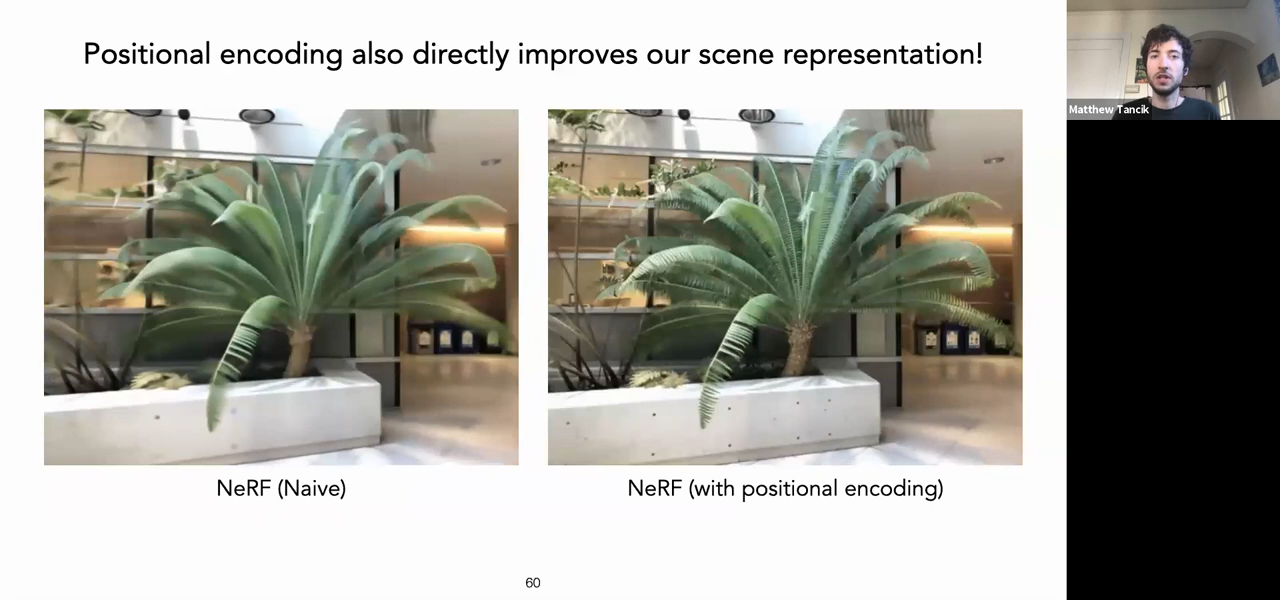 Positional encoding also directly improves our scene representation!
Matthew Tancik
NeRF (Naive)
NeRF (with positional encoding)
60